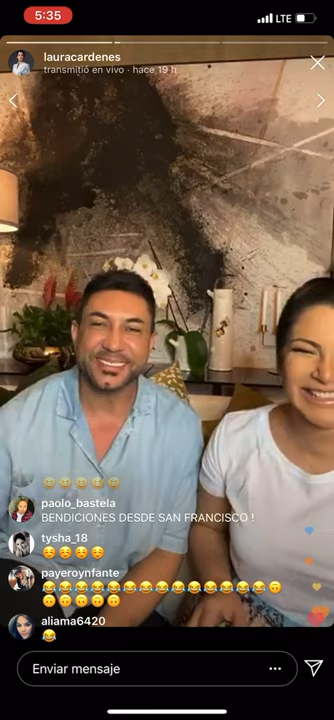 5:35
LTE
lauracardenes
transmitió en vivo · hace 19 h
paolo_bastela
BENDICIONES DESDE SAN FRANCISCO !
tysha_18
payeroynfante
aliama6420
Enviar mensaje